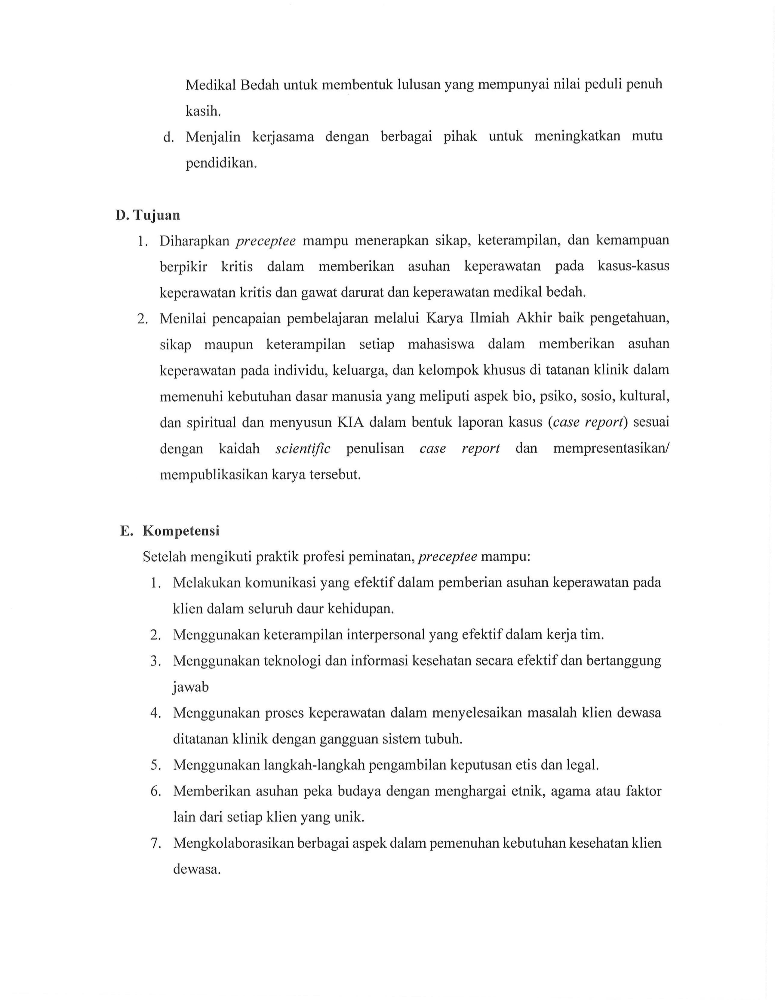 Medikal Bedah untuk membentuk lulusan yang mempunyai nilai peduli penuh
kasih.
d. Menjalin kerjasama dengan berbagai pihak untuk meningkatkan mutu
pendidikan.
D. Tujuan
1. Diharapkan preceptee mampu menerapkan sikap, keterampilan, dan kemampuan
berpikir kritis dalam memberikan asuhan keperawatan pada kasus-kasus
keperawatan kritis dan gawat darurat dan keperawatan medikal bedah.
2. Menilai pencapaian pembelajaran melalui Karya Ilmiah Akhir baik pengetahuan,
sikap maupun keterampilan setiap mahasiswa dalam memberikan asuhan
keperawatan pada individu, keluarga, dan kelompok khusus di tatanan klinik dalam
memenuhi kebutuhan dasar manusia yang meliputi aspek bio, psiko, sosio, kultural,
dan spiritual dan menyusun KIA dalam bentuk laporan kasus (case report) sesuai
dengan kaidah scientific penulisan case report dan mempresentasikan/
mempublikasikan karya tersebut.
E. Kompetensi
Setelah mengikuti praktik profesi peminatan, preceptee mampu:
1. Melakukan komunikasi yang efektif dalam pemberian asuhan keperawatan pada
klien dalam seluruh daur kehidupan.
2. Menggunakan keterampilan interpersonal yang efektif dalam kerja tim.
3. Menggunakan teknologi dan informasi kesehatan secara efektif dan bertanggung
jawab
4. Menggunakan proses keperawatan dalam menyelesaikan masalah klien dewasa
ditatanan klinik dengan gangguan sistem tubuh.
5. Menggunakan langkah-langkah pengambilan keputusan etis dan legal.
6. Memberikan asuhan peka budaya dengan menghargai etnik, agama atau faktor
lain dari setiap klien yang unik.
7. Mengkolaborasikan berbagai aspek dalam pemenuhan kebutuhan kesehatan klien
dewasa.